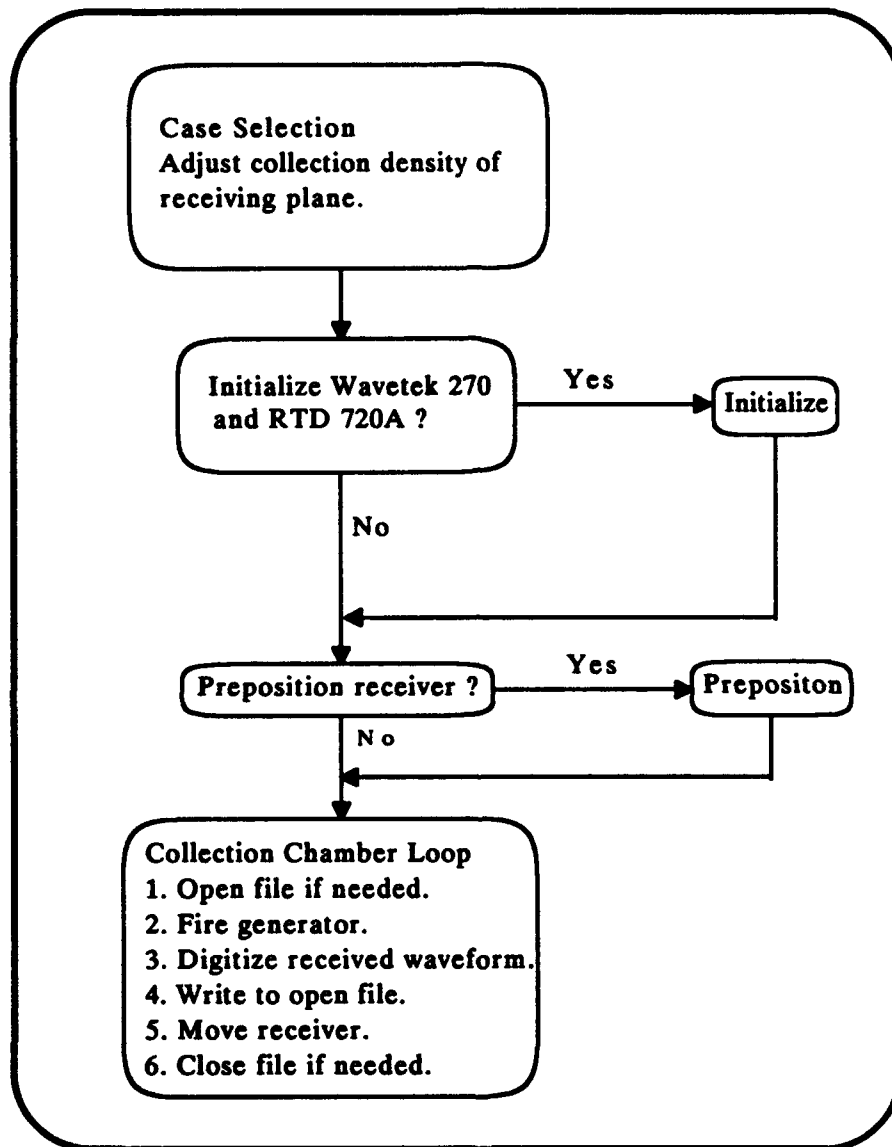 Case Selection
Adjust collection density of
receiving plane.
Initialize Wavetek 270
and RTD 720A ?
Yes
Initialize
No
Preposition receiver ?
Yes
Prepositon
No
Collection Chamber Loop
1. Open file if needed.
2. Fire generator.
3. Digitize received waveform.
4. Write to open file.
5. Move receiver.
6. Close file if needed.